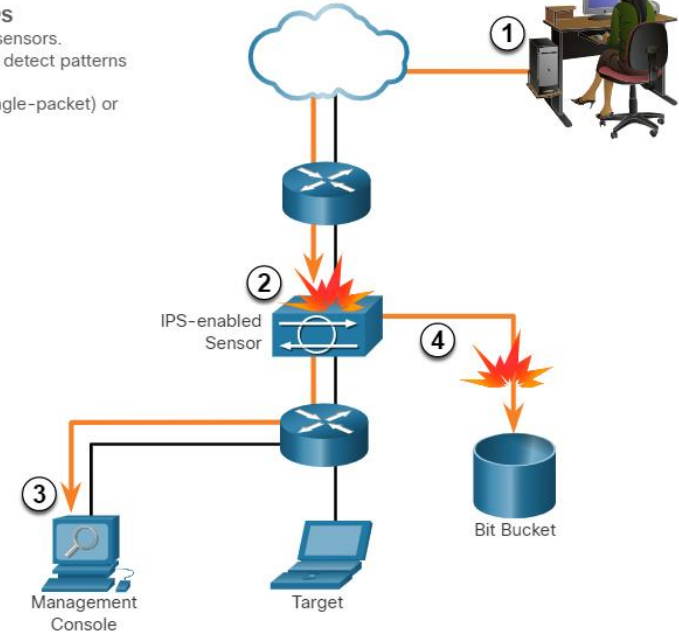 sensors.
detect patterns
gle-packet) or
1
2
IPS-enabled
Sensor
4
3
Bit Bucket
Management
Console
Target